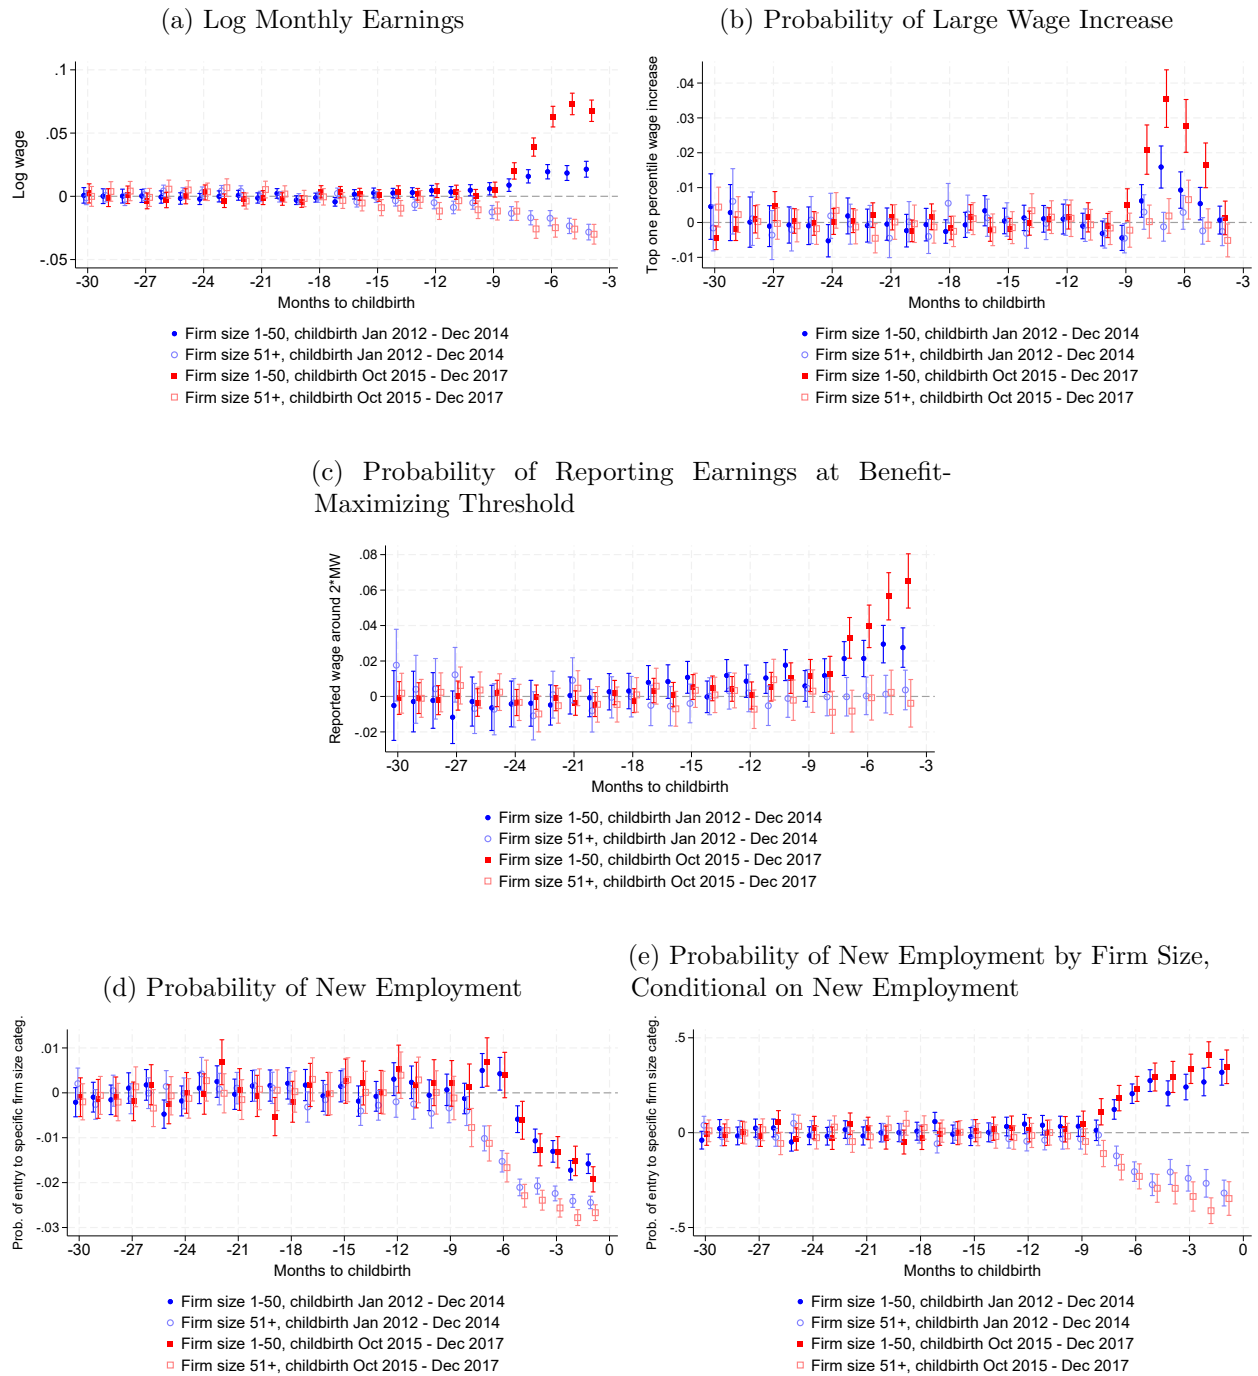 (a) Log Monthly Earnings
Log wage
.1
.05
0
-.05
-30 -27 -24 -21 -18 -15 -12 -9 -6 -3
Months to childbirth
Firm size 1-50, childbirth Jan 2012 - Dec 2014
Firm size 51+, childbirth Jan 2012 - Dec 2014
Firm size 1-50, childbirth Oct 2015 - Dec 2017
Firm size 51+, childbirth Oct 2015 - Dec 2017
(b) Probability of Large Wage Increase
Top one percentile wage increase
.04
.03
.02
.01
0
-.01
-30 -27 -24 -21 -18 -15 -12 -9 -6 -3
Months to childbirth
Firm size 1-50, childbirth Jan 2012 - Dec 2014
Firm size 51+, childbirth Jan 2012 - Dec 2014
Firm size 1-50, childbirth Oct 2015 - Dec 2017
Firm size 51+, childbirth Oct 2015 - Dec 2017
(c) Probability of Reporting Earnings at Benefit-
Maximizing Threshold
Reported wage around 2*MW
.08
.06
.04
.02
0
-.02
-30 -27 -24 -21 -18 -15 -12 -9 -6 -3
Months to childbirth
Firm size 1-50, childbirth Jan 2012 - Dec 2014
Firm size 51+, childbirth Jan 2012 - Dec 2014
Firm size 1-50, childbirth Oct 2015 - Dec 2017
Firm size 51+, childbirth Oct 2015 - Dec 2017
(d) Probability of New Employment
Prob. of entry to specific firm size categ.
.01
0
-.01
-.02
-.03
-30 -27 -24 -21 -18 -15 -12 -9 -6 -3 0
Months to childbirth
Firm size 1-50, childbirth Jan 2012 - Dec 2014
Firm size 51+, childbirth Jan 2012 - Dec 2014
Firm size 1-50, childbirth Oct 2015 - Dec 2017
Firm size 51+, childbirth Oct 2015 - Dec 2017
(e) Probability of New Employment by Firm Size,
Conditional on New Employment
Prob. of entry to specific firm size categ.
.5
0
-.5
-30 -27 -24 -21 -18 -15 -12 -9 -6 -3 0
Months to childbirth
Firm size 1-50, childbirth Jan 2012 - Dec 2014
Firm size 51+, childbirth Jan 2012 - Dec 2014
Firm size 1-50, childbirth Oct 2015 - Dec 2017
Firm size 51+, childbirth Oct 2015 - Dec 2017